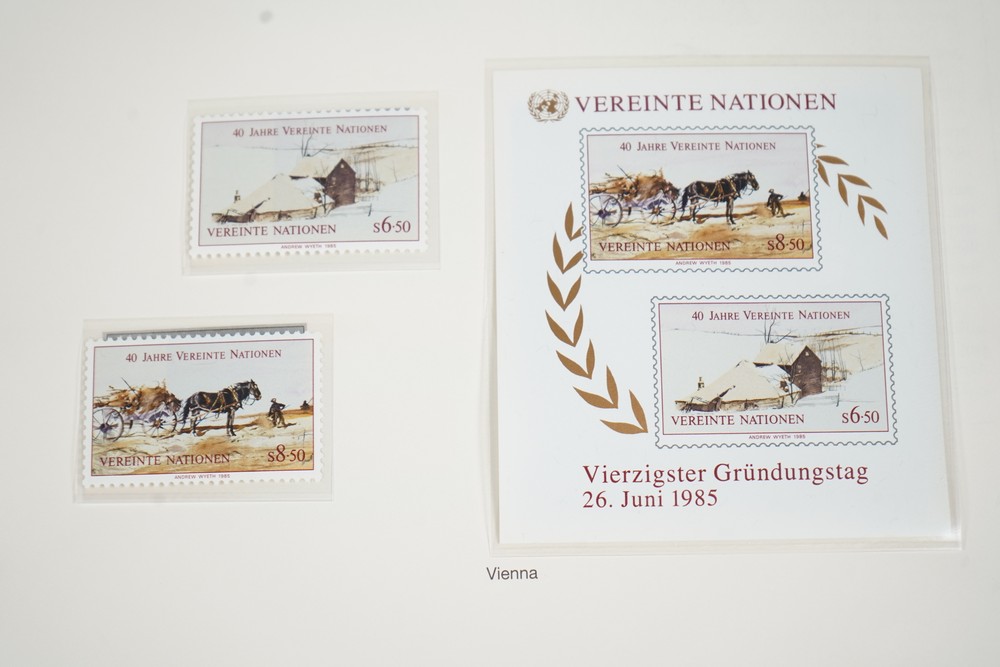 40 JAHRE VEREINTE NATIONEN
VEREINTE NATIONEN S6·50
ANDREW WYETH 1985
40 JAHRE VEREINTE NATIONEN
VEREINTE NATIONEN S8·50
ANDREW WYETH 1985
VEREINTE NATIONEN
40 JAHRE VEREINTE NATIONEN
VEREINTE NATIONEN S8·50
ANDREW WYETH 1985
40 JAHRE VEREINTE NATIONEN
VEREINTE NATIONEN S6·50
ANDREW WYETH 1985
Vierzigster Gründungstag
26. Juni 1985
Vienna